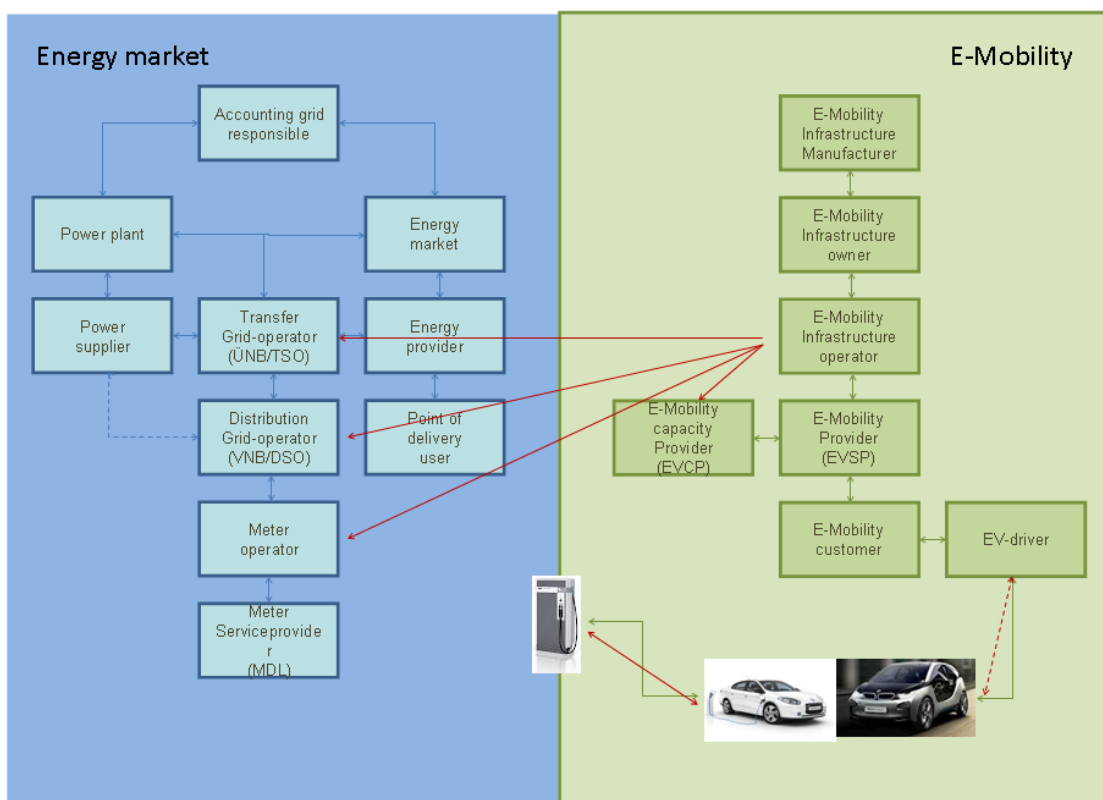 Energy market
E-Mobility
Accounting grid
responsible
E-Mobility
Infrastructure
Manufacturer
Power plant
Energy
market
E-Mobility
Infrastructure
owner
Power
supplier
Transfer
Grid-operator
(ÜNB/TSO)
Energy
provider
E-Mobility
Infrastructure
operator
Distribution
Grid-operator
(VNB/DSO)
Point of
delivery
user
E-Mobility
capacity
Provider
(EVCP)
E-Mobility
Provider
(EVSP)
Meter
operator
E-Mobility
customer
EV-driver
Meter
Serviceprovide
r
(MDL)